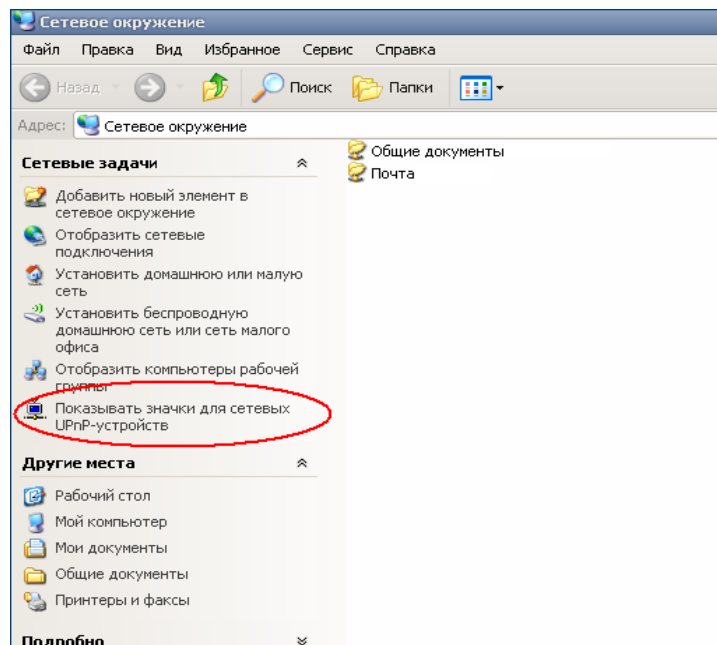 Сетевое окружение
Файл Правка Вид Избранное Сервис Справка
Назад Поиск Папки
Адрес: Сетевое окружение
Сетевые задачи
Добавить новый элемент в
сетевое окружение
Отобразить сетевые
подключения
Установить домашнюю или малую
сеть
Установить беспроводную
домашнюю сеть или сеть малого
офиса
Отобразить компьютеры рабочей
группы
Показывать значки для сетевых
UPnP-устройств
Другие места
Рабочий стол
Мой компьютер
Мои документы
Общие документы
Принтеры и факсы
Подробно
Общие документы
Почта